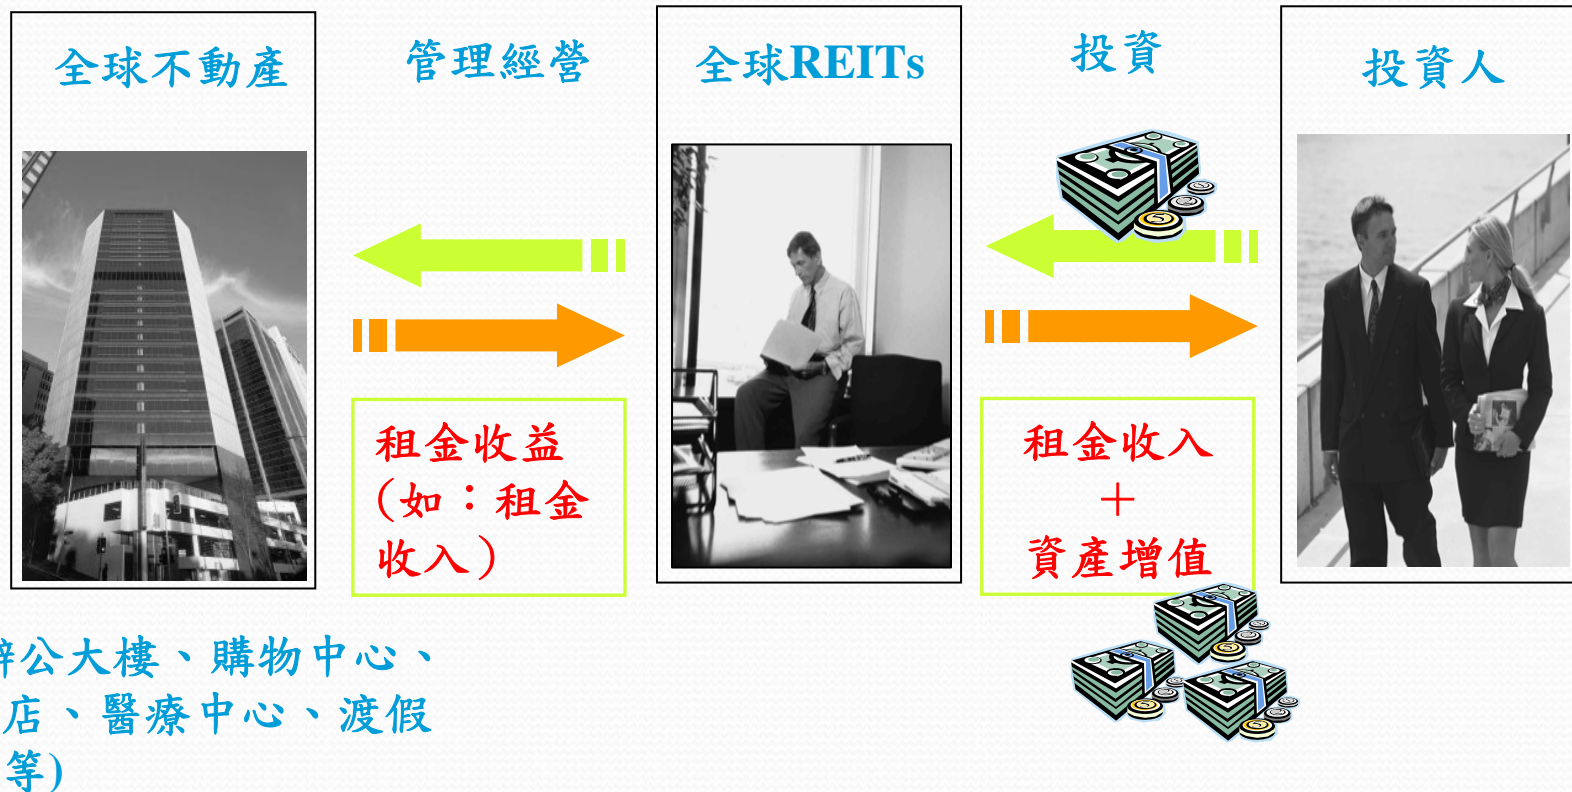 全球不動產
管理經營
全球REITs
投資
投資人
租金收益
(如：租金
收入)
租金收入
＋
資產增值
辦公大樓、購物中心、
店、醫療中心、渡假
等)